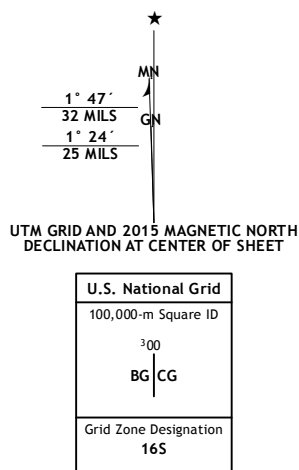 ★
MN
1° 47´
32 MILS
GN
1° 24´
25 MILS
UTM GRID AND 2015 MAGNETIC NORTH
DECLINATION AT CENTER OF SHEET
U.S. National Grid
100,000-m Square ID
³00
BG CG
Grid Zone Designation
16S